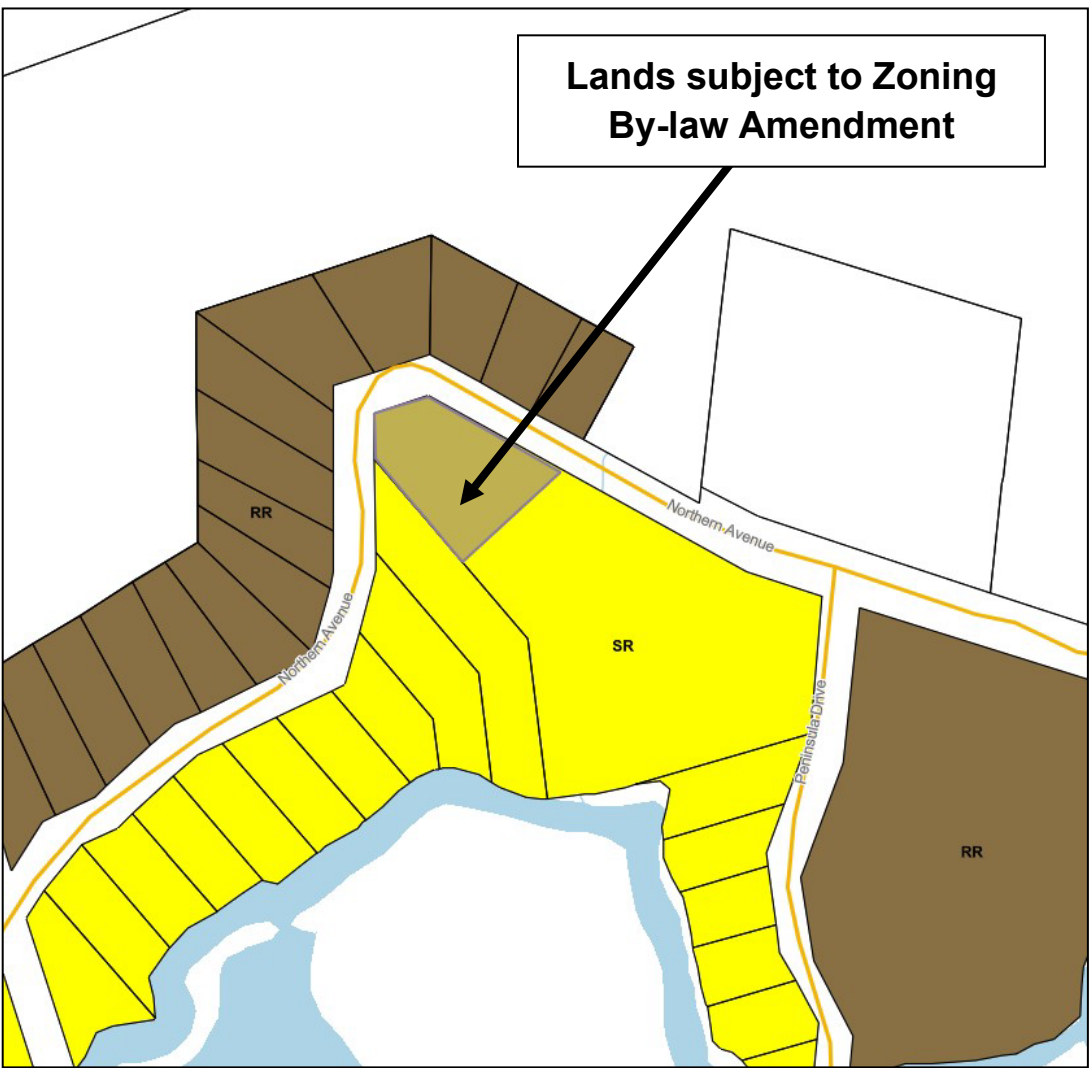 Lands subject to Zoning
By-law Amendment
RR
Northern Avenue
Northern Avenue
SR
Peninsula Drive
RR